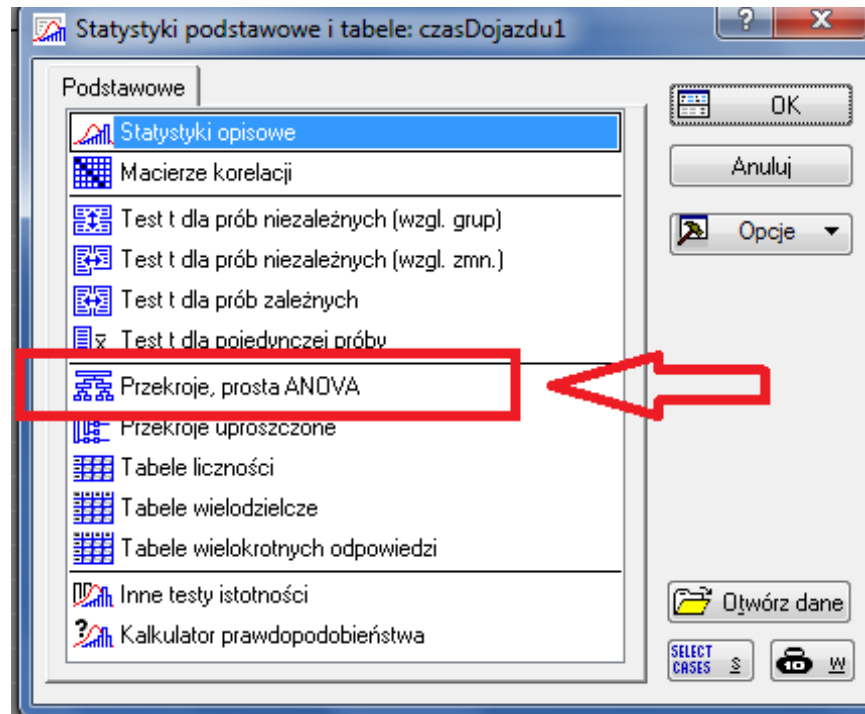 Statystyki podstawowe i tabele: czasDojazdu1
Podstawowe
Statystyki opisowe
Macierze korelacji
Test t dla prób niezależnych (wzgl. grup)
Test t dla prób niezależnych (wzgl. zmn.)
Test t dla prób zależnych
Test t dla pojedynczej próby
Przekroje, prosta ANOVA
Przekroje uproszczone
Tabele liczności
Tabele wielodzielcze
Tabele wielokrotnych odpowiedzi
Inne testy istotności
Kalkulator prawdopodobieństwa
OK
Anuluj
Opcje
Otwórz dane
SELECT
CASES S
W